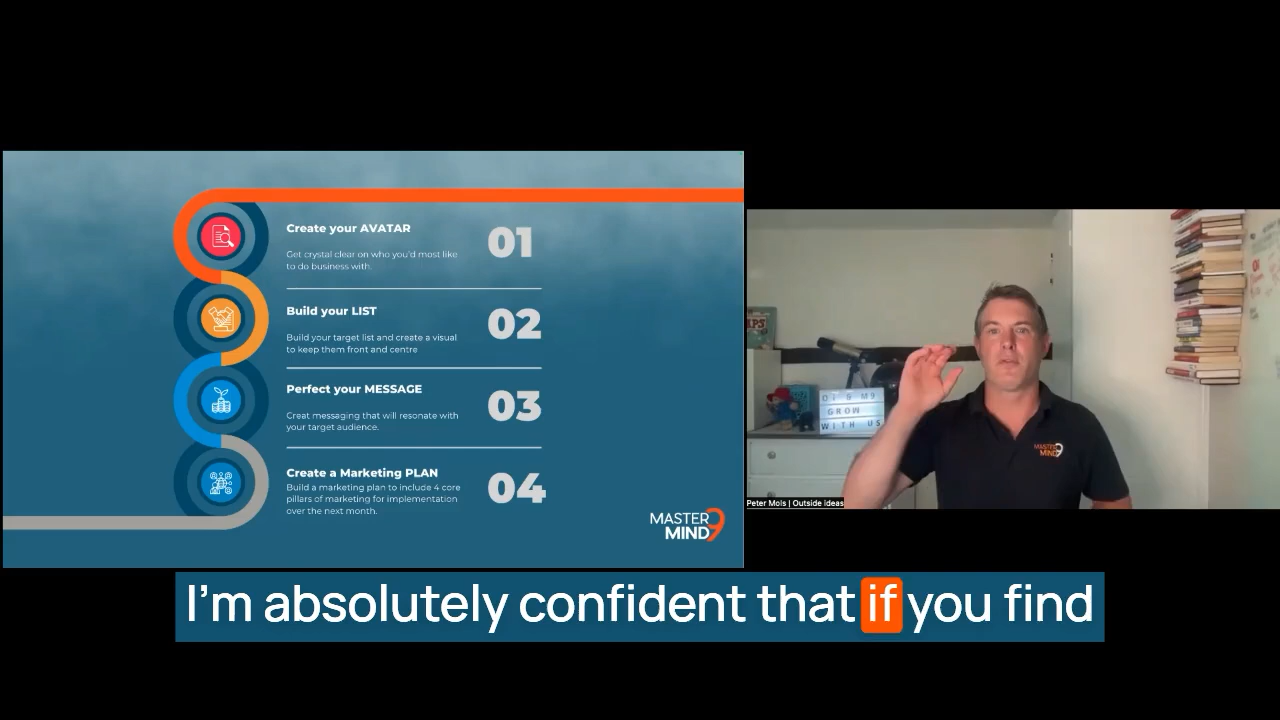 Create your AVATAR
Get crystal clear on who you'd most like
to do business with.
01
Build your LIST
Build your target list and create a visual
to keep them front and centre
02
Perfect your MESSAGE
Creat messaging that will resonate with
your target audience.
03
Create a Marketing PLAN
Build a marketing plan to include 4 core
pillars of marketing for implementation
over the next month.
04
MASTER
MIND9
OI & M9
GROW
WITH US
MASTER
MIND9
Peter Mols | Outside ideas
I'm absolutely confident that if you find